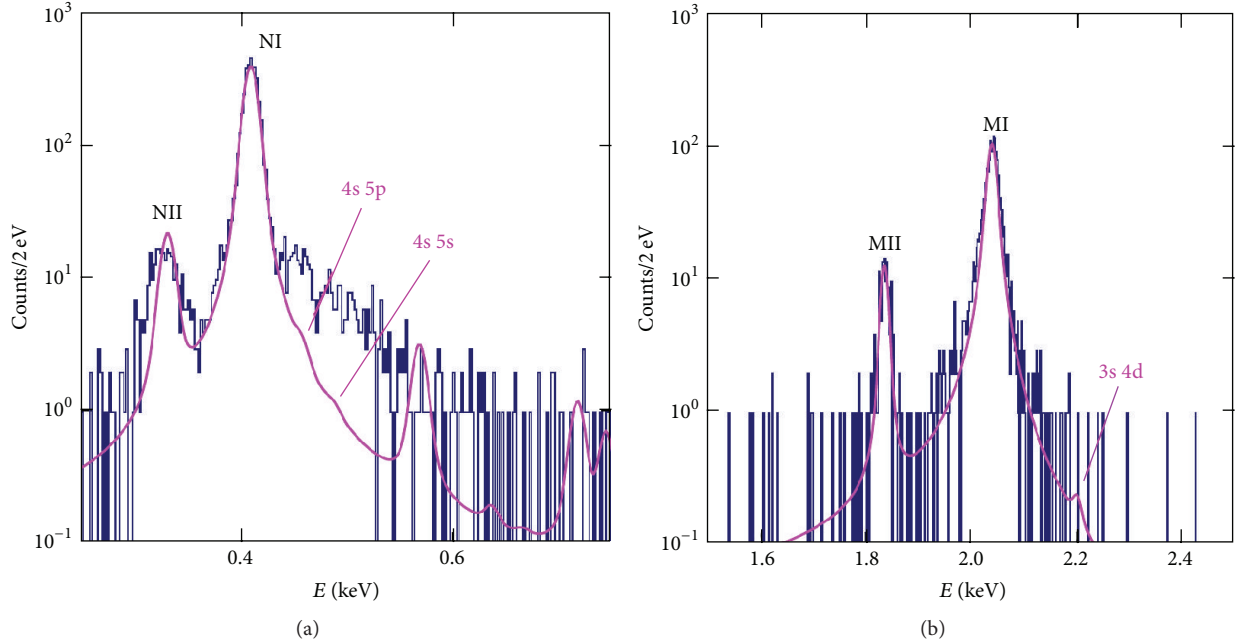 10³
10²
10¹
10⁰
10⁻¹
Counts/2 eV
NI
NII
4s 5p
4s 5s
0.4
0.6
E (keV)
(a)
10³
10²
10¹
10⁰
10⁻¹
Counts/2 eV
MI
MII
3s 4d
1.6
1.8
2.0
2.2
2.4
E (keV)
(b)